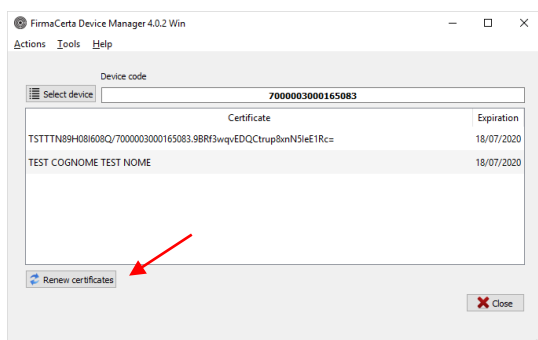 FirmaCerta Device Manager 4.0.2 Win
Actions Tools Help
Device code
Select device 7000003000165083
Certificate Expiration
TSTTTN89H08I608Q/7000003000165083.9BRf3wqvEDQCtrup8xnN5IeE1Rc= 18/07/2020
TEST COGNOME TEST NOME 18/07/2020
Renew certificates
Close